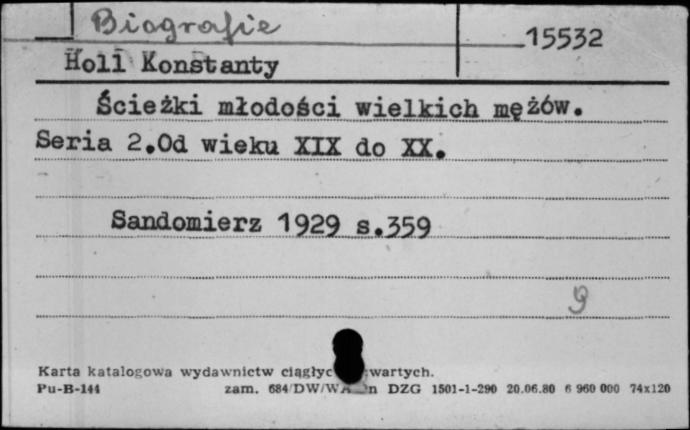 Biografie
15532
Holl Konstanty
Ścieżki młodości wielkich mężów.
Seria 2.Od wieku XIX do XX.
Sandomierz 1929 s.359
9
Karta katalogowa wydawnictw wartych.
Pu-B-144 zam. 684/DW/WA n DZG 1501-1-290 20.06.80 6 960 000 74x120